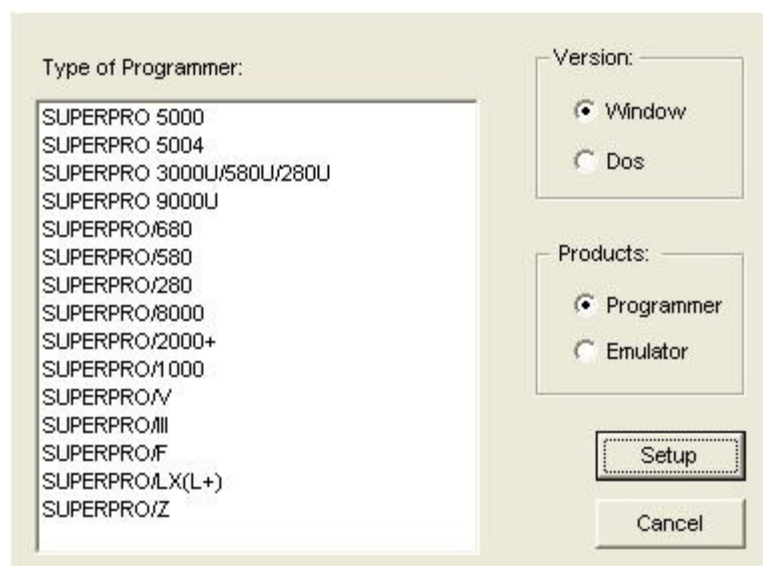 Type of Programmer:
SUPERPRO 5000
SUPERPRO 5004
SUPERPRO 3000U/580U/280U
SUPERPRO 9000U
SUPERPRO/680
SUPERPRO/580
SUPERPRO/280
SUPERPRO/8000
SUPERPRO/2000+
SUPERPRO/1000
SUPERPRO/V
SUPERPRO/III
SUPERPRO/F
SUPERPRO/LX(L+)
SUPERPRO/Z
Version:
Window
Dos
Products:
Programmer
Emulator
Setup
Cancel